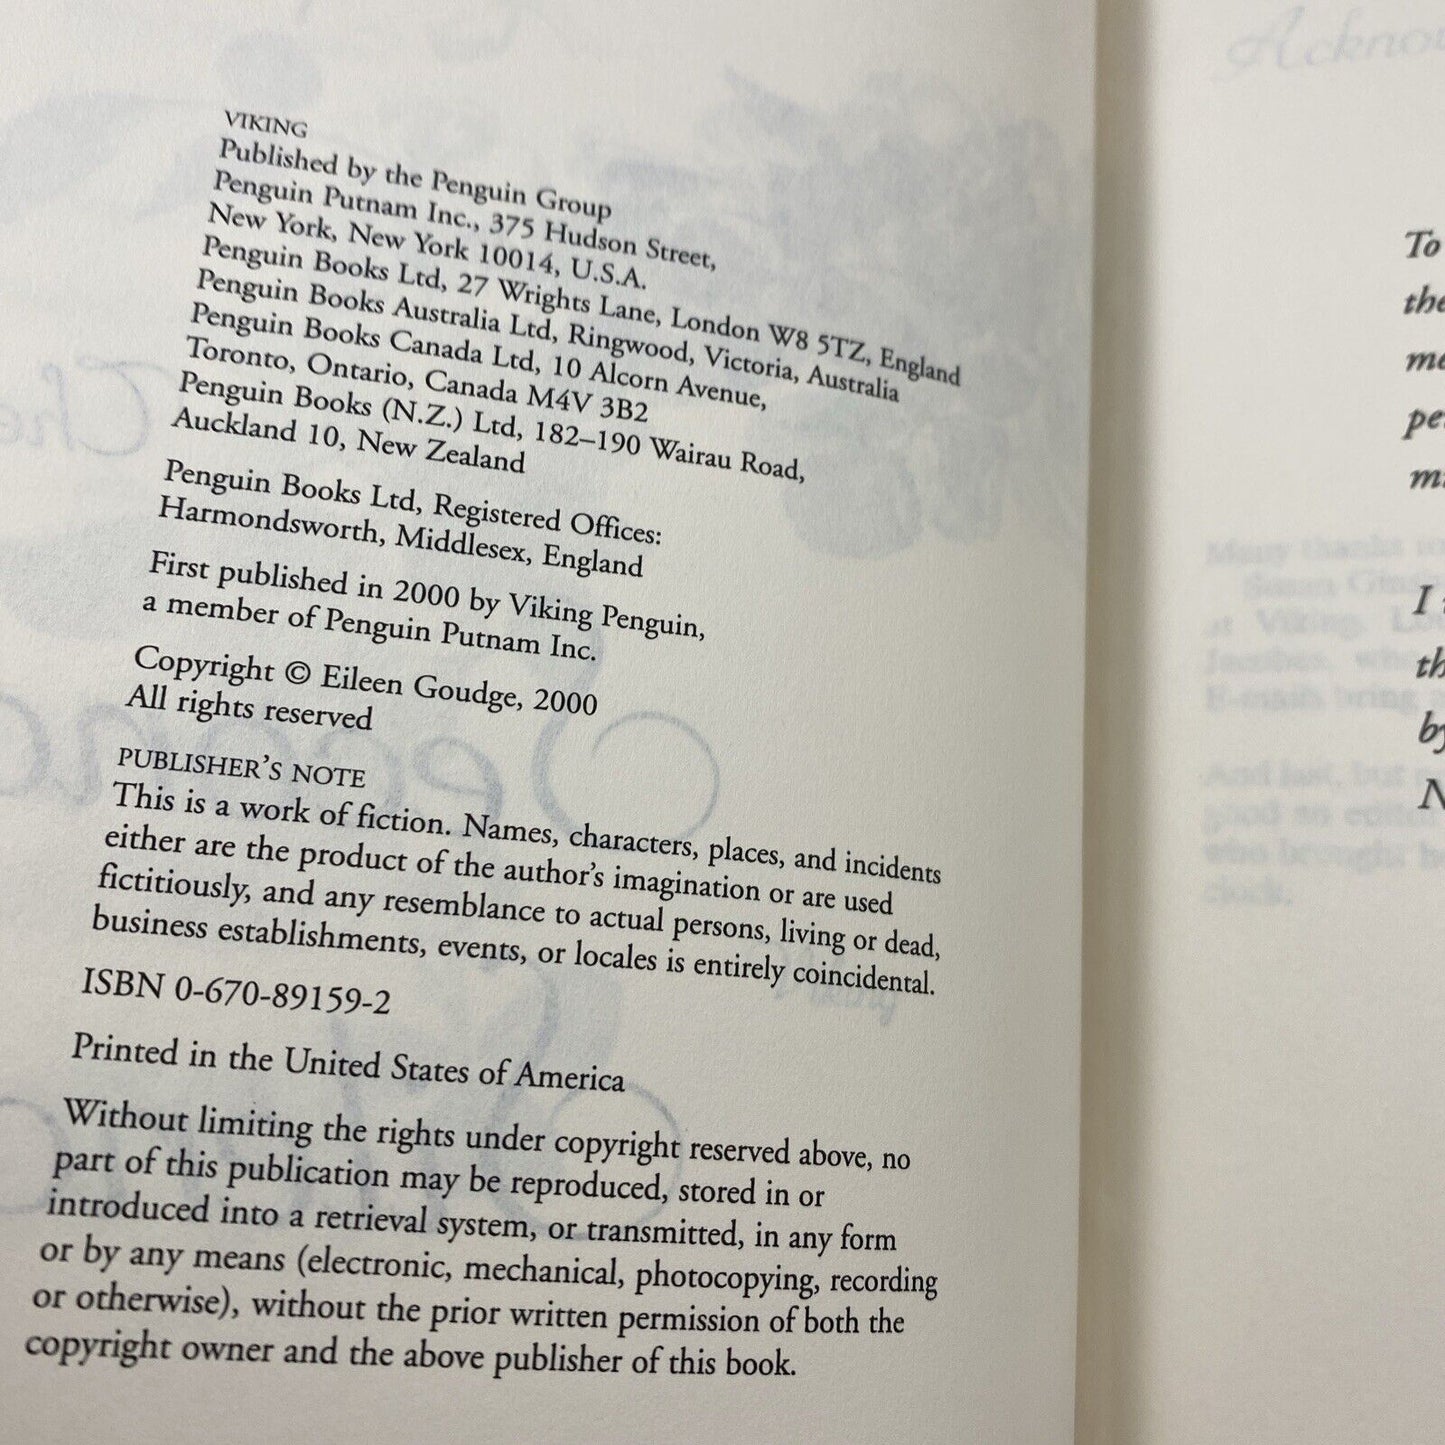 VIKING
Published by the Penguin Group
Penguin Putnam Inc., 375 Hudson Street,
New York, New York 10014, U.S.A.
Penguin Books Ltd, 27 Wrights Lane, London W8 5TZ, England
Penguin Books Australia Ltd, Ringwood, Victoria, Australia
Penguin Books Canada Ltd, 10 Alcorn Avenue,
Toronto, Ontario, Canada M4V 3B2
Penguin Books (N.Z.) Ltd, 182–190 Wairau Road,
Auckland 10, New Zealand
Penguin Books Ltd, Registered Offices:
Harmondsworth, Middlesex, England
First published in 2000 by Viking Penguin,
a member of Penguin Putnam Inc.
Copyright © Eileen Goudge, 2000
All rights reserved
PUBLISHER'S NOTE
This is a work of fiction. Names, characters, places, and incidents
either are the product of the author's imagination or are used
fictitiously, and any resemblance to actual persons, living or dead,
business establishments, events, or locales is entirely coincidental.
ISBN 0-670-89159-2
Printed in the United States of America
Without limiting the rights under copyright reserved above, no
part of this publication may be reproduced, stored in or
introduced into a retrieval system, or transmitted, in any form
or by any means (electronic, mechanical, photocopying, recording
or otherwise), without the prior written permission of both the
copyright owner and the above publisher of this book.
To
I
by